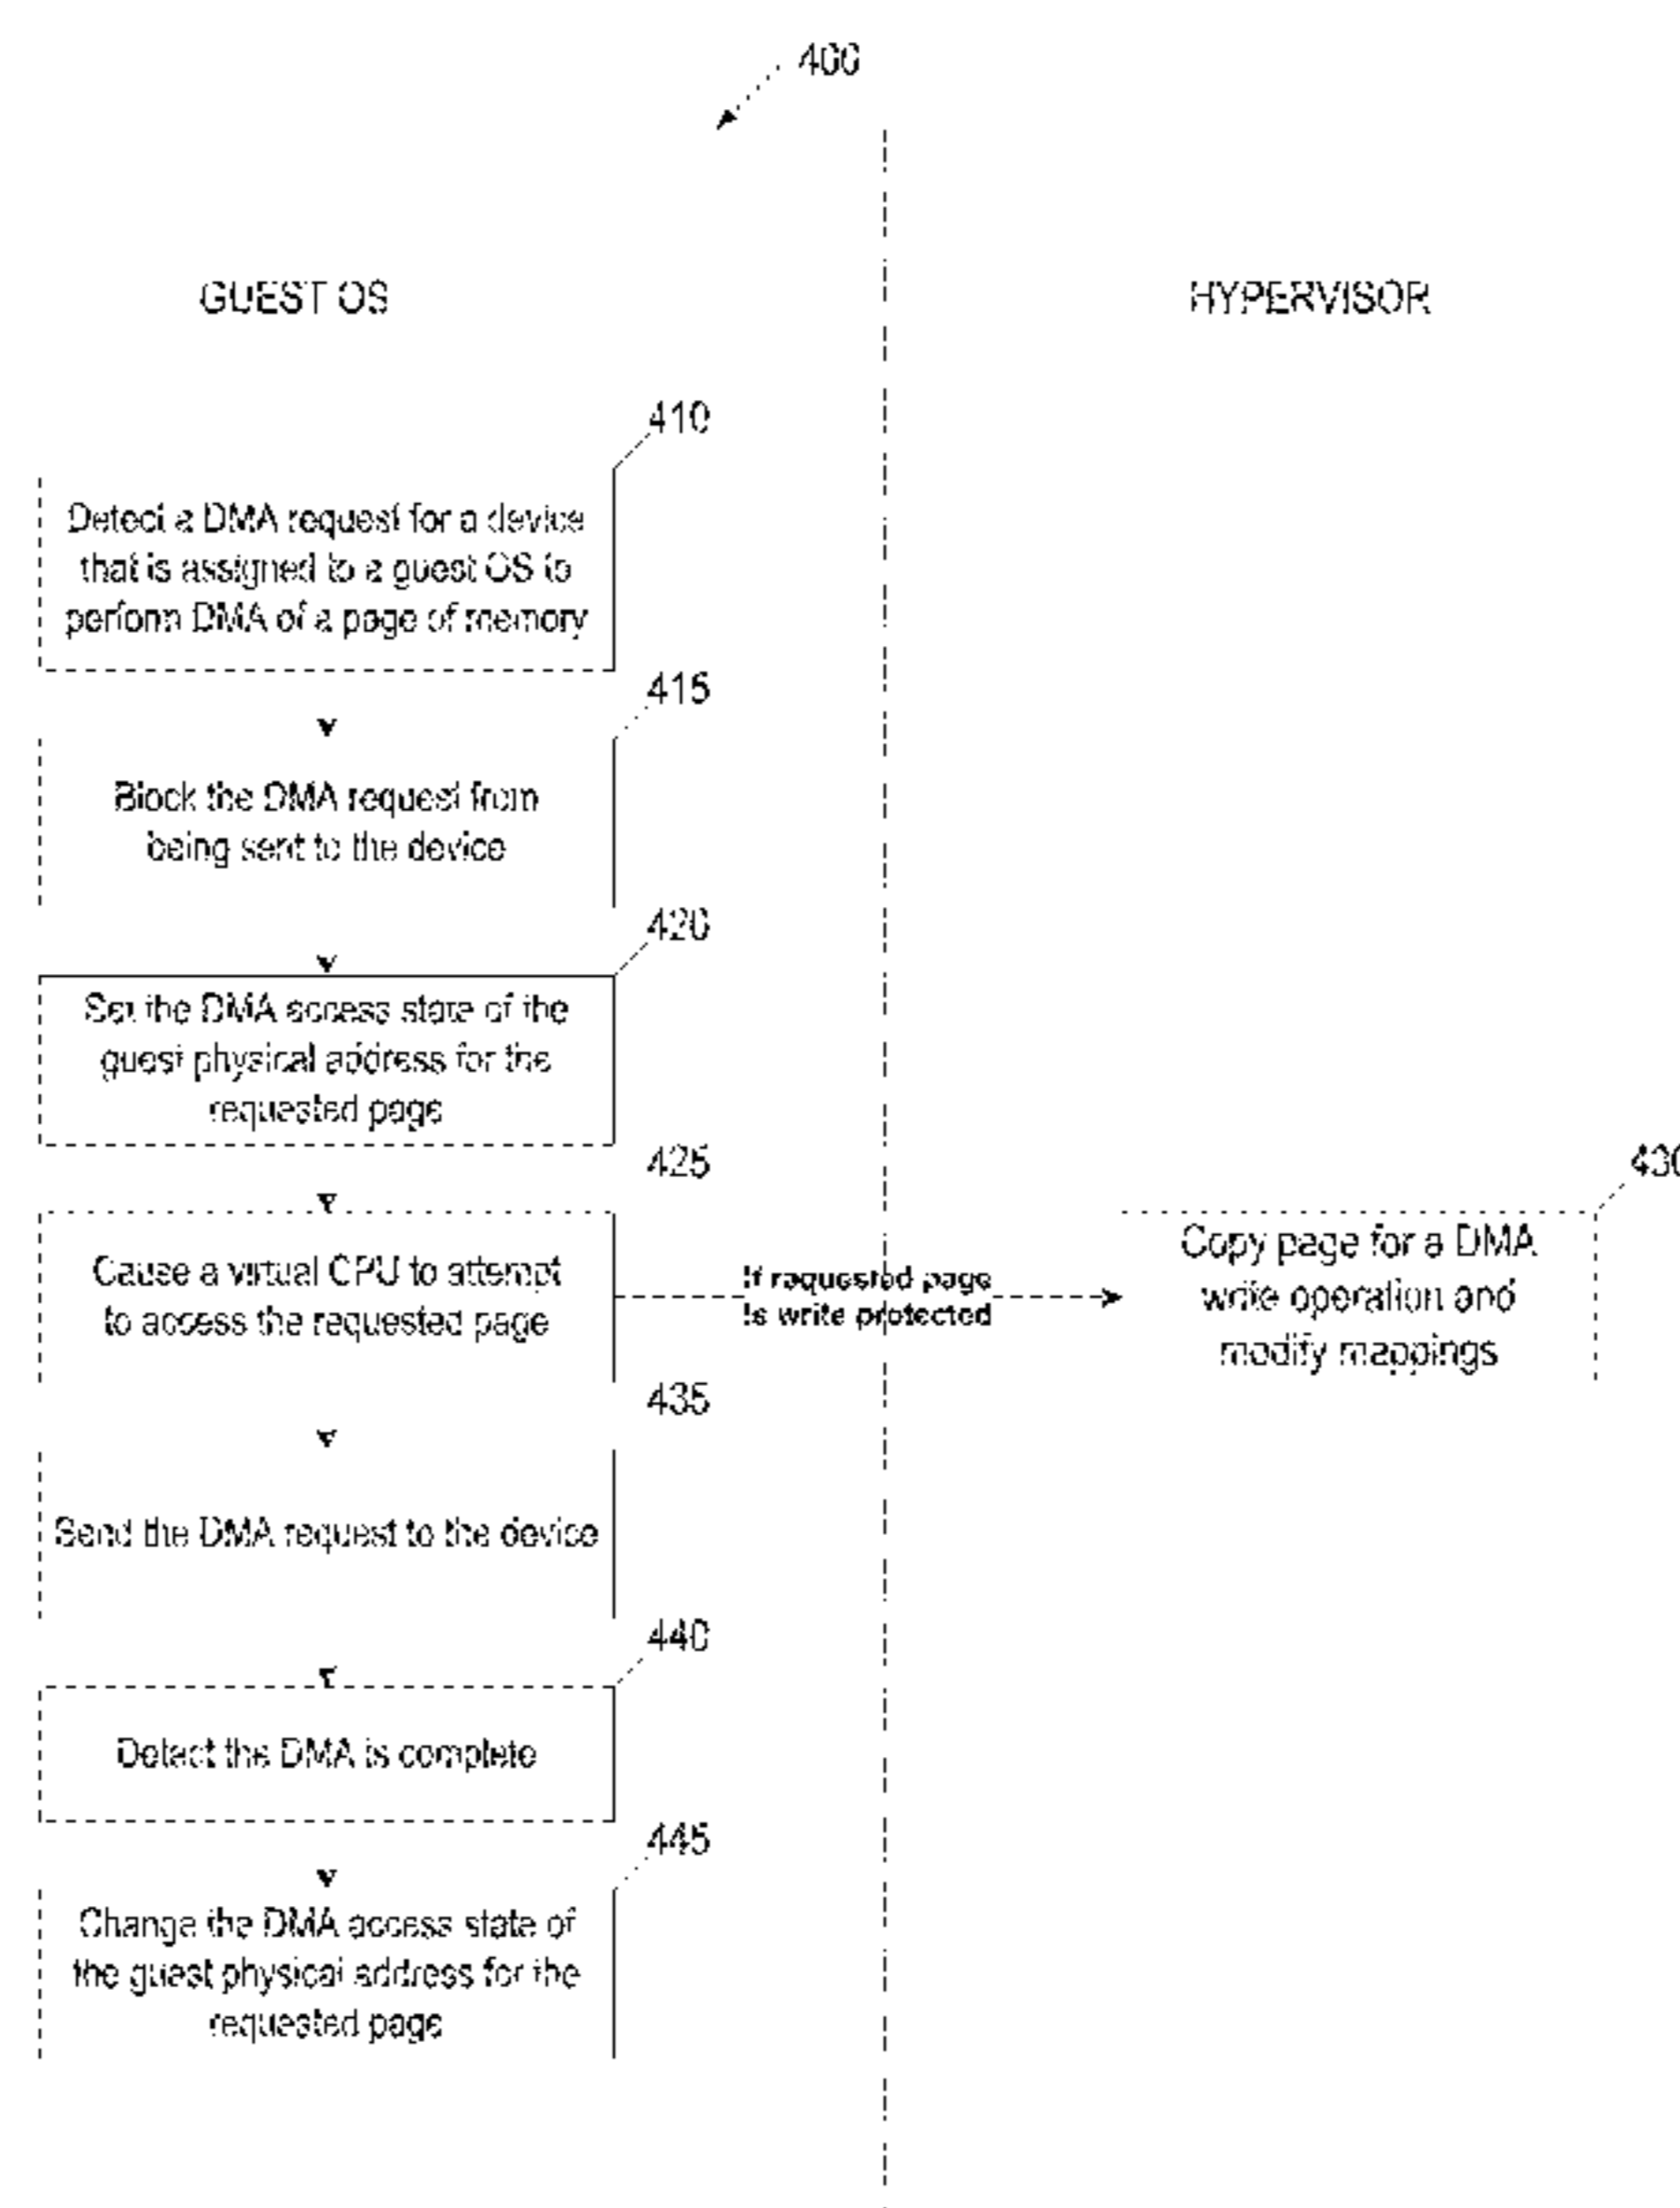 400
GUEST OS
HYPERVISOR
410
Detect a DMA request for a device
that is assigned to a guest OS to
perform DMA of a page of memory
415
Block the DMA request from
being sent to the device
420
Set the DMA access state of the
guest physical address for the
requested page
425
Cause a virtual CPU to attempt
to access the requested page
If requested page
is write protected
430
Copy page for a DMA
write operation and
modify mappings
435
Send the DMA request to the device
440
Detect the DMA is complete
445
Change the DMA access state of
the guest physical address for the
requested page